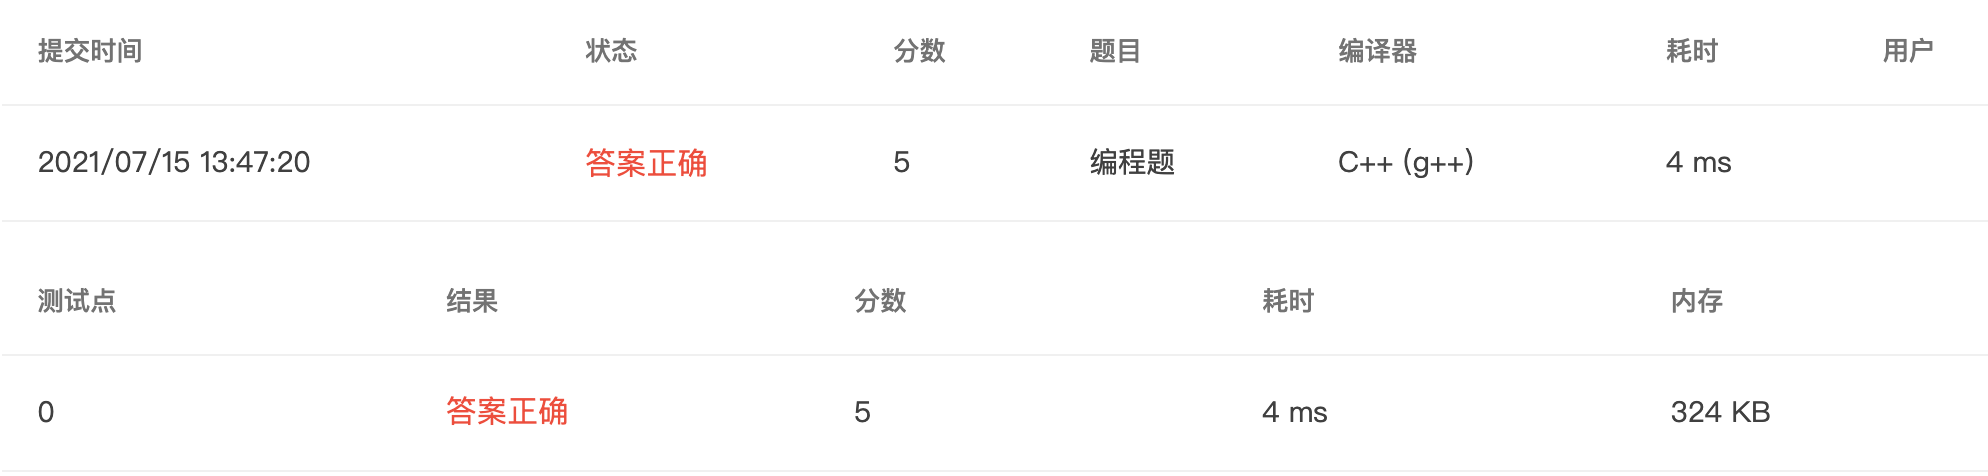 提交时间 状态 分数 题目 编译器 耗时 用户
2021/07/15 13:47:20 答案正确 5 编程题 C++ (g++) 4 ms
测试点 结果 分数 耗时 内存
0 答案正确 5 4 ms 324 KB